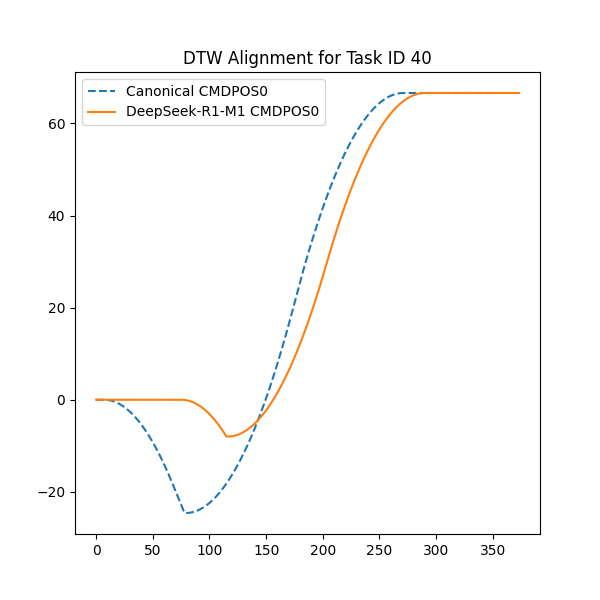 DTW Alignment for Task ID 40
Canonical CMDPOS0
DeepSeek-R1-M1 CMDPOS0
60
40
20
0
−20
0 50 100 150 200 250 300 350